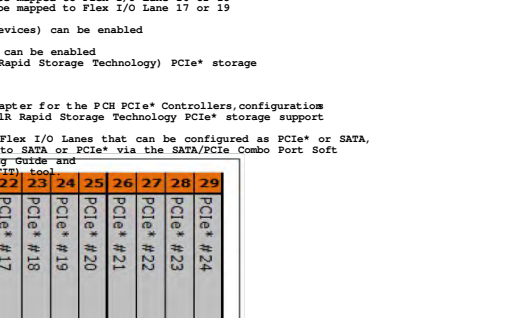 be mapped to Flex I/O Lane 17 or 19
evices) can be enabled
can be enabled
Rapid Storage Technology) PCIe* storage
apter for the PCH PCIe* Controllers, configurations
lR Rapid Storage Technology PCIe* storage support
Flex I/O Lanes that can be configured as PCIe* or SATA,
to SATA or PCIe* via the SATA/PCIe Combo Port Soft
g Guide and
FIT) tool.
22 23 24 25 26 27 28 29
PCIe* #17
PCIe* #18
PCIe* #19
PCIe* #20
PCIe* #21
PCIe* #22
PCIe* #23
PCIe* #24